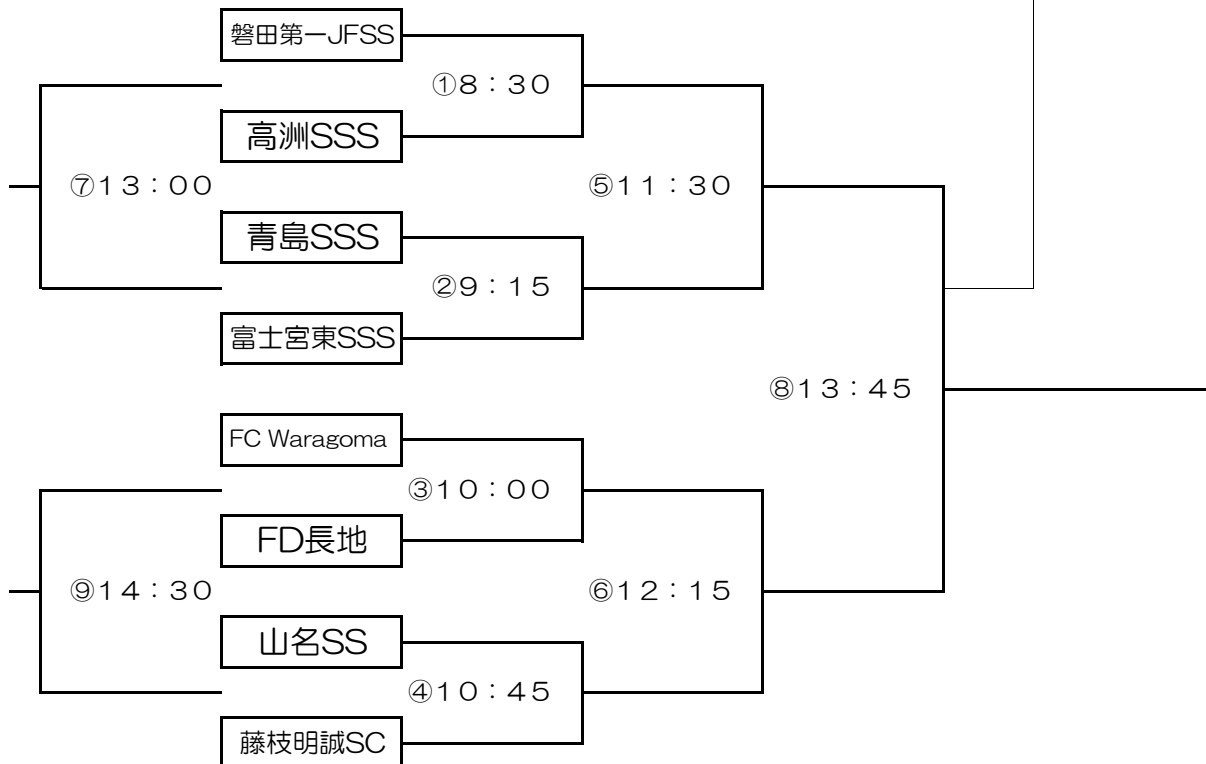 磐田第一JFSS
①8：30
高洲SSS
⑦13：00
⑤11：30
青島SSS
②9：15
富士宮東SSS
⑧13：45
FC Waragoma
③10：00
FD長地
⑨14：30
⑥12：15
山名SS
④10：45
藤枝明誠SC